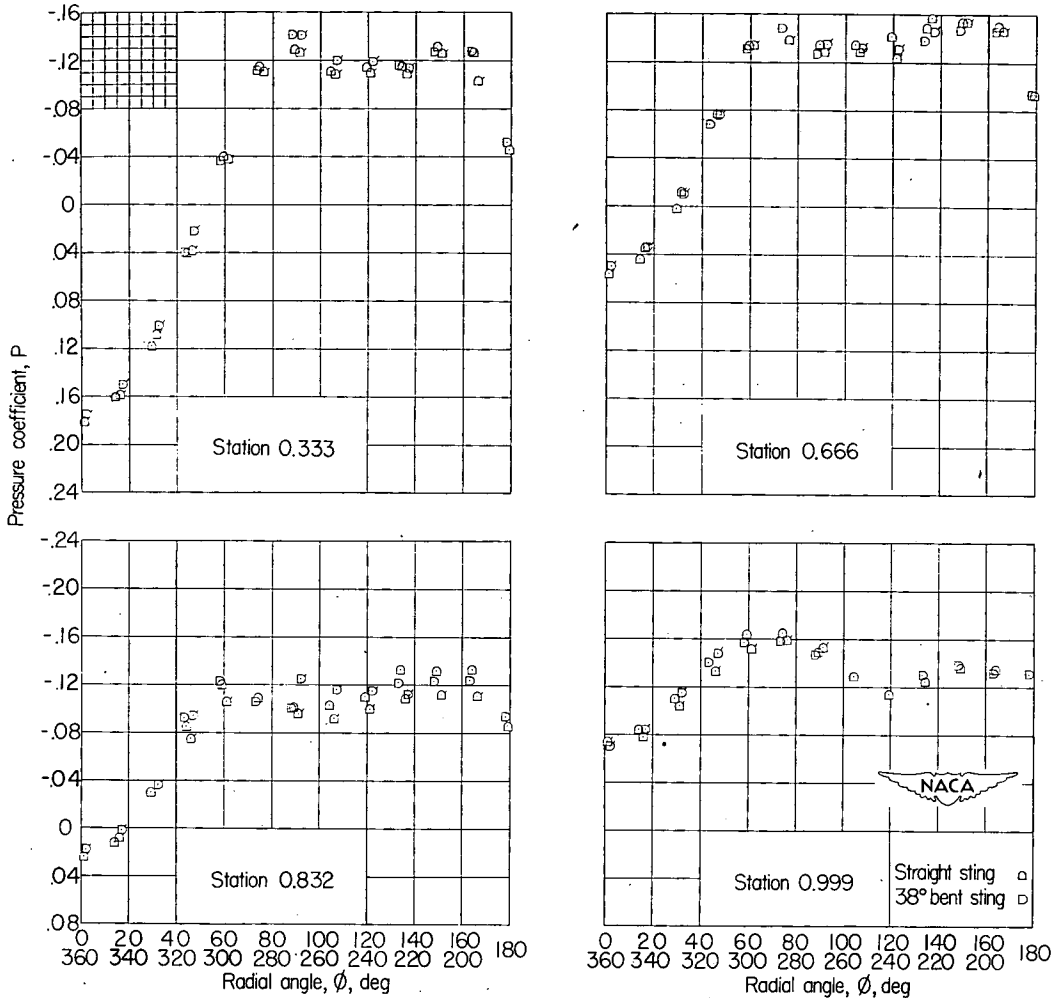 -.16
-.12
-.08
-.04
0
.04
.08
.12
.16
.20
.24
Pressure coefficient, P
Station 0.333
Station 0.666
-.24
-.20
-.16
-.12
-.08
-.04
0
.04
.08
Station 0.832
Station 0.999
NACA
Straight sting
38° bent sting
0 20 40 60 80 100 120 140 160 180
360 340 320 300 280 260 240 220 200
Radial angle, Ø, deg
0 20 40 60 80 100 120 140 160 180
360 340 320 300 280 260 240 220 200
Radial angle, Ø, deg